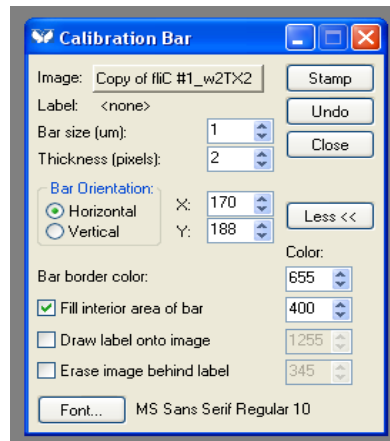 Calibration Bar
Image: Copy of fliC #1_w2TX2 Stamp
Label: <none> Undo
Bar size (um): 1 Close
Thickness (pixels): 2
Bar Orientation:
Horizontal X: 170 Less <<
Vertical Y: 188
Color:
Bar border color: 655
Fill interior area of bar 400
Draw label onto image 1255
Erase image behind label 345
Font... MS Sans Serif Regular 10